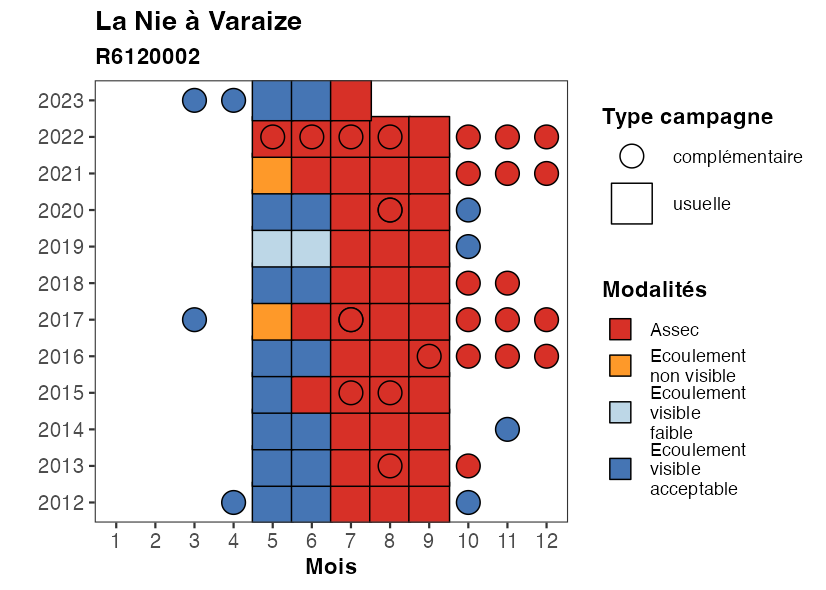 La Nie à Varaize
R6120002
2023
2022
2021
2020
2019
2018
2017
2016
2015
2014
2013
2012
1 2 3 4 5 6 7 8 9 10 11 12
Mois
Type campagne
complémentaire
usuelle
Modalités
Assec
Ecoulement
non visible
Ecoulement
visible
faible
Ecoulement
visible
acceptable